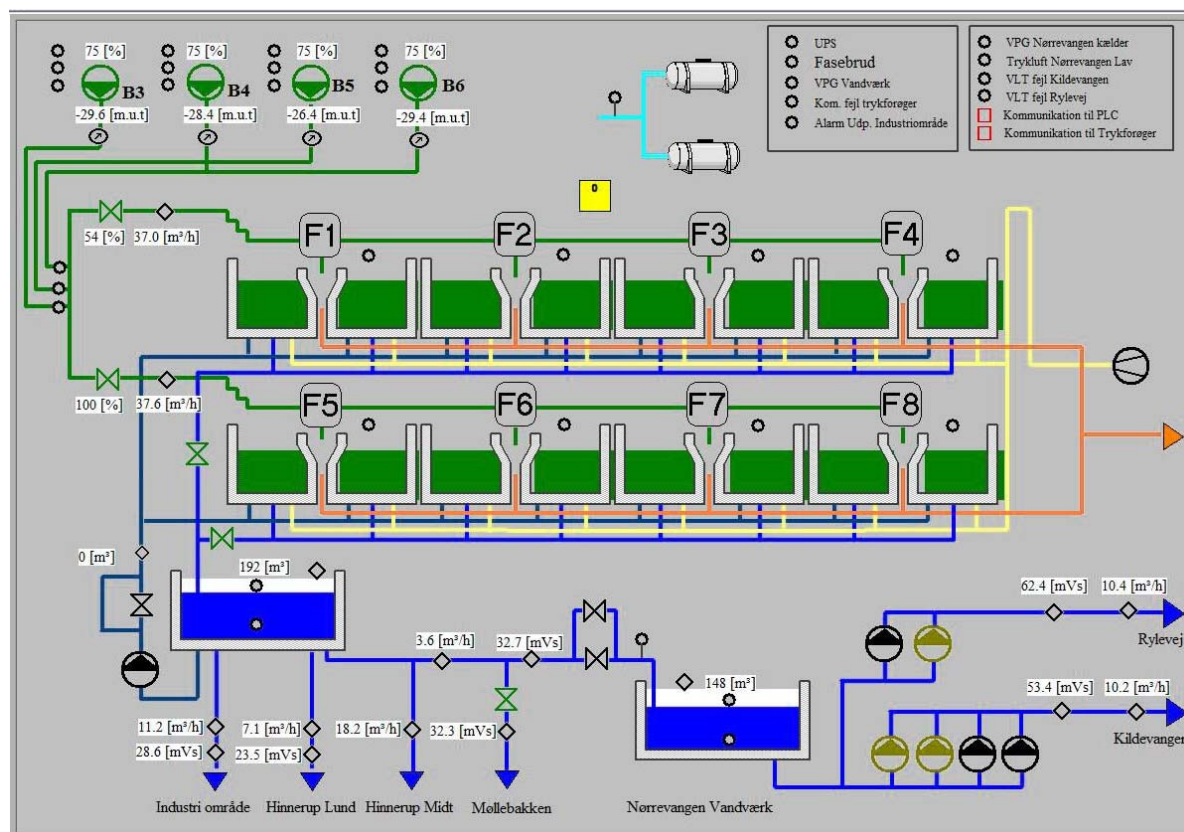 75 [%]
75 [%]
75 [%]
75 [%]
B3
B4
B5
B6
-29.6 [m.u.t]
-28.4 [m.u.t]
-26.4 [m.u.t]
-29.4 [m.u.t]
UPS
Fasebrud
VPG Vandværk
Kom. fejl trykforøger
Alarm Udp. Industriområde
VPG Nørrevangen kælder
Trykluft Nørrevangen Lav
VLT fejl Kildevangen
VLT fejl Rylevej
Kommunikation til PLC
Kommunikation til Trykforøger
0
54 [%]
37.0 [m³/h]
F1
F2
F3
F4
100 [%]
37.6 [m³/h]
F5
F6
F7
F8
0 [m³]
192 [m³]
3.6 [m³/h]
32.7 [mVs]
148 [m³]
62.4 [mVs]
10.4 [m³/h]
Rylevej
53.4 [mVs]
10.2 [m³/h]
Kildevangen
11.2 [m³/h]
7.1 [m³/h]
18.2 [m³/h]
32.3 [mVs]
28.6 [mVs]
23.5 [mVs]
Industri område
Hinnerup Lund
Hinnerup Midt
Møllebakken
Nørrevangen Vandværk